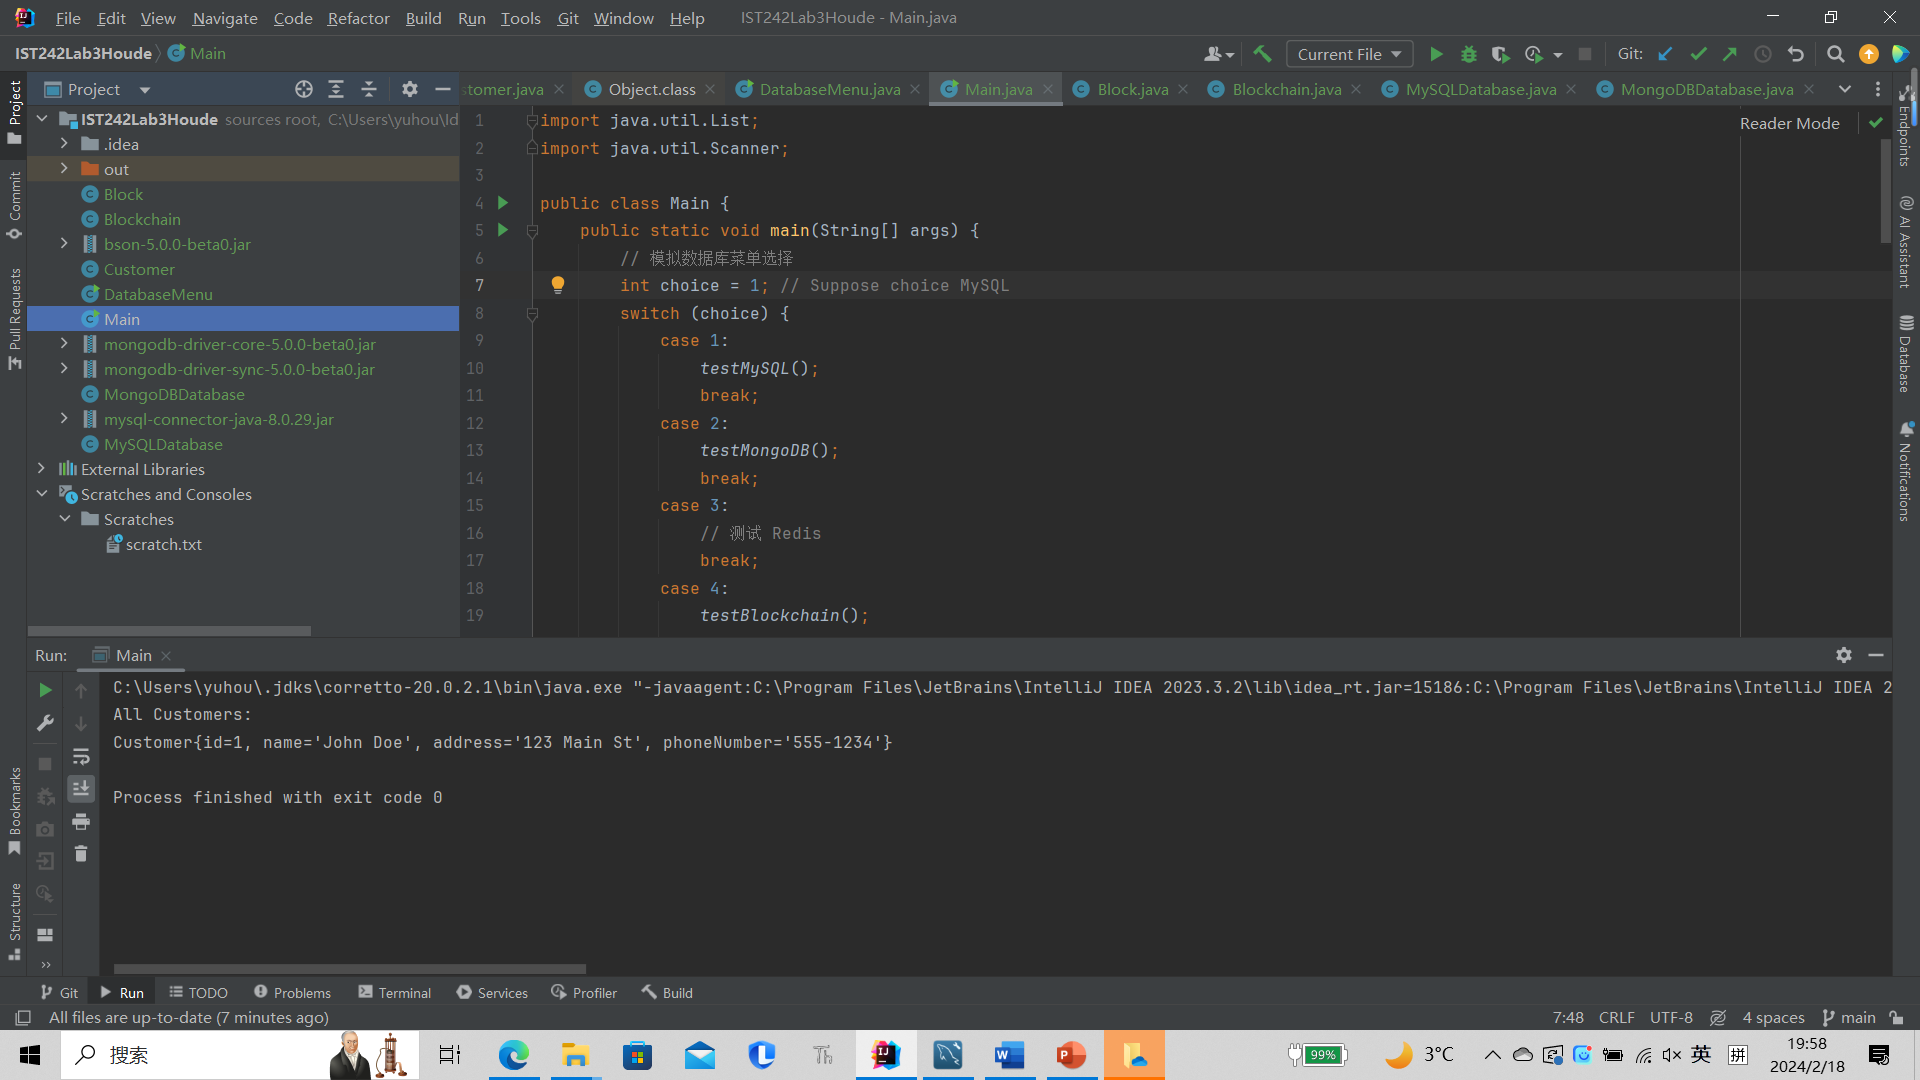 File Edit View Navigate Code Refactor Build Run Tools Git Window Help IST242Lab3Houde - Main.java
IST242Lab3Houde Main Current File Git:
Project stomer.java Object.class DatabaseMenu.java Main.java Block.java Blockchain.java MySQLDatabase.java MongoDBDatabase.java
Project
Commit
Pull Requests
Bookmarks
Structure
IST242Lab3Houde sources root, C:\Users\yuhou\Id
.idea
out
Block
Blockchain
bson-5.0.0-beta0.jar
Customer
DatabaseMenu
Main
mongodb-driver-core-5.0.0-beta0.jar
mongodb-driver-sync-5.0.0-beta0.jar
MongoDBDatabase
mysql-connector-java-8.0.29.jar
MySQLDatabase
External Libraries
Scratches and Consoles
Scratches
scratch.txt
Reader Mode
1 import java.util.List;
2 import java.util.Scanner;
3
4 public class Main {
5 public static void main(String[] args) {
6 // 模拟数据库菜单选择
7 int choice = 1; // Suppose choice MySQL
8 switch (choice) {
9 case 1:
10 testMySQL();
11 break;
12 case 2:
13 testMongoDB();
14 break;
15 case 3:
16 // 测试 Redis
17 break;
18 case 4:
19 testBlockchain();
Endpoints
AI Assistant
Database
Notifications
Run: Main
C:\Users\yuhou\.jdks\corretto-20.0.2.1\bin\java.exe "-javaagent:C:\Program Files\JetBrains\IntelliJ IDEA 2023.3.2\lib\idea_rt.jar=15186:C:\Program Files\JetBrains\IntelliJ IDEA 2
All Customers:
Customer{id=1, name='John Doe', address='123 Main St', phoneNumber='555-1234'}
Process finished with exit code 0
Git Run TODO Problems Terminal Services Profiler Build
All files are up-to-date (7 minutes ago) 7:48 CRLF UTF-8 4 spaces main
搜索 99% 3°C 英 拼 19:58
2024/2/18